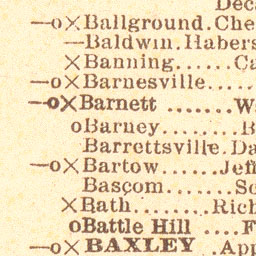 Dec
—o×Ballground.Che
—Baldwin.Habers
×Banning......Ca
—o×Barnesville.....
—o×Barnett .......W
oBarney........B
Barrettsville.Da
—o×Bartow......Jeff
Bascom.......Sc
×Bath.......Rich
oBattle Hill ....F
—o×BAXLEY ..App